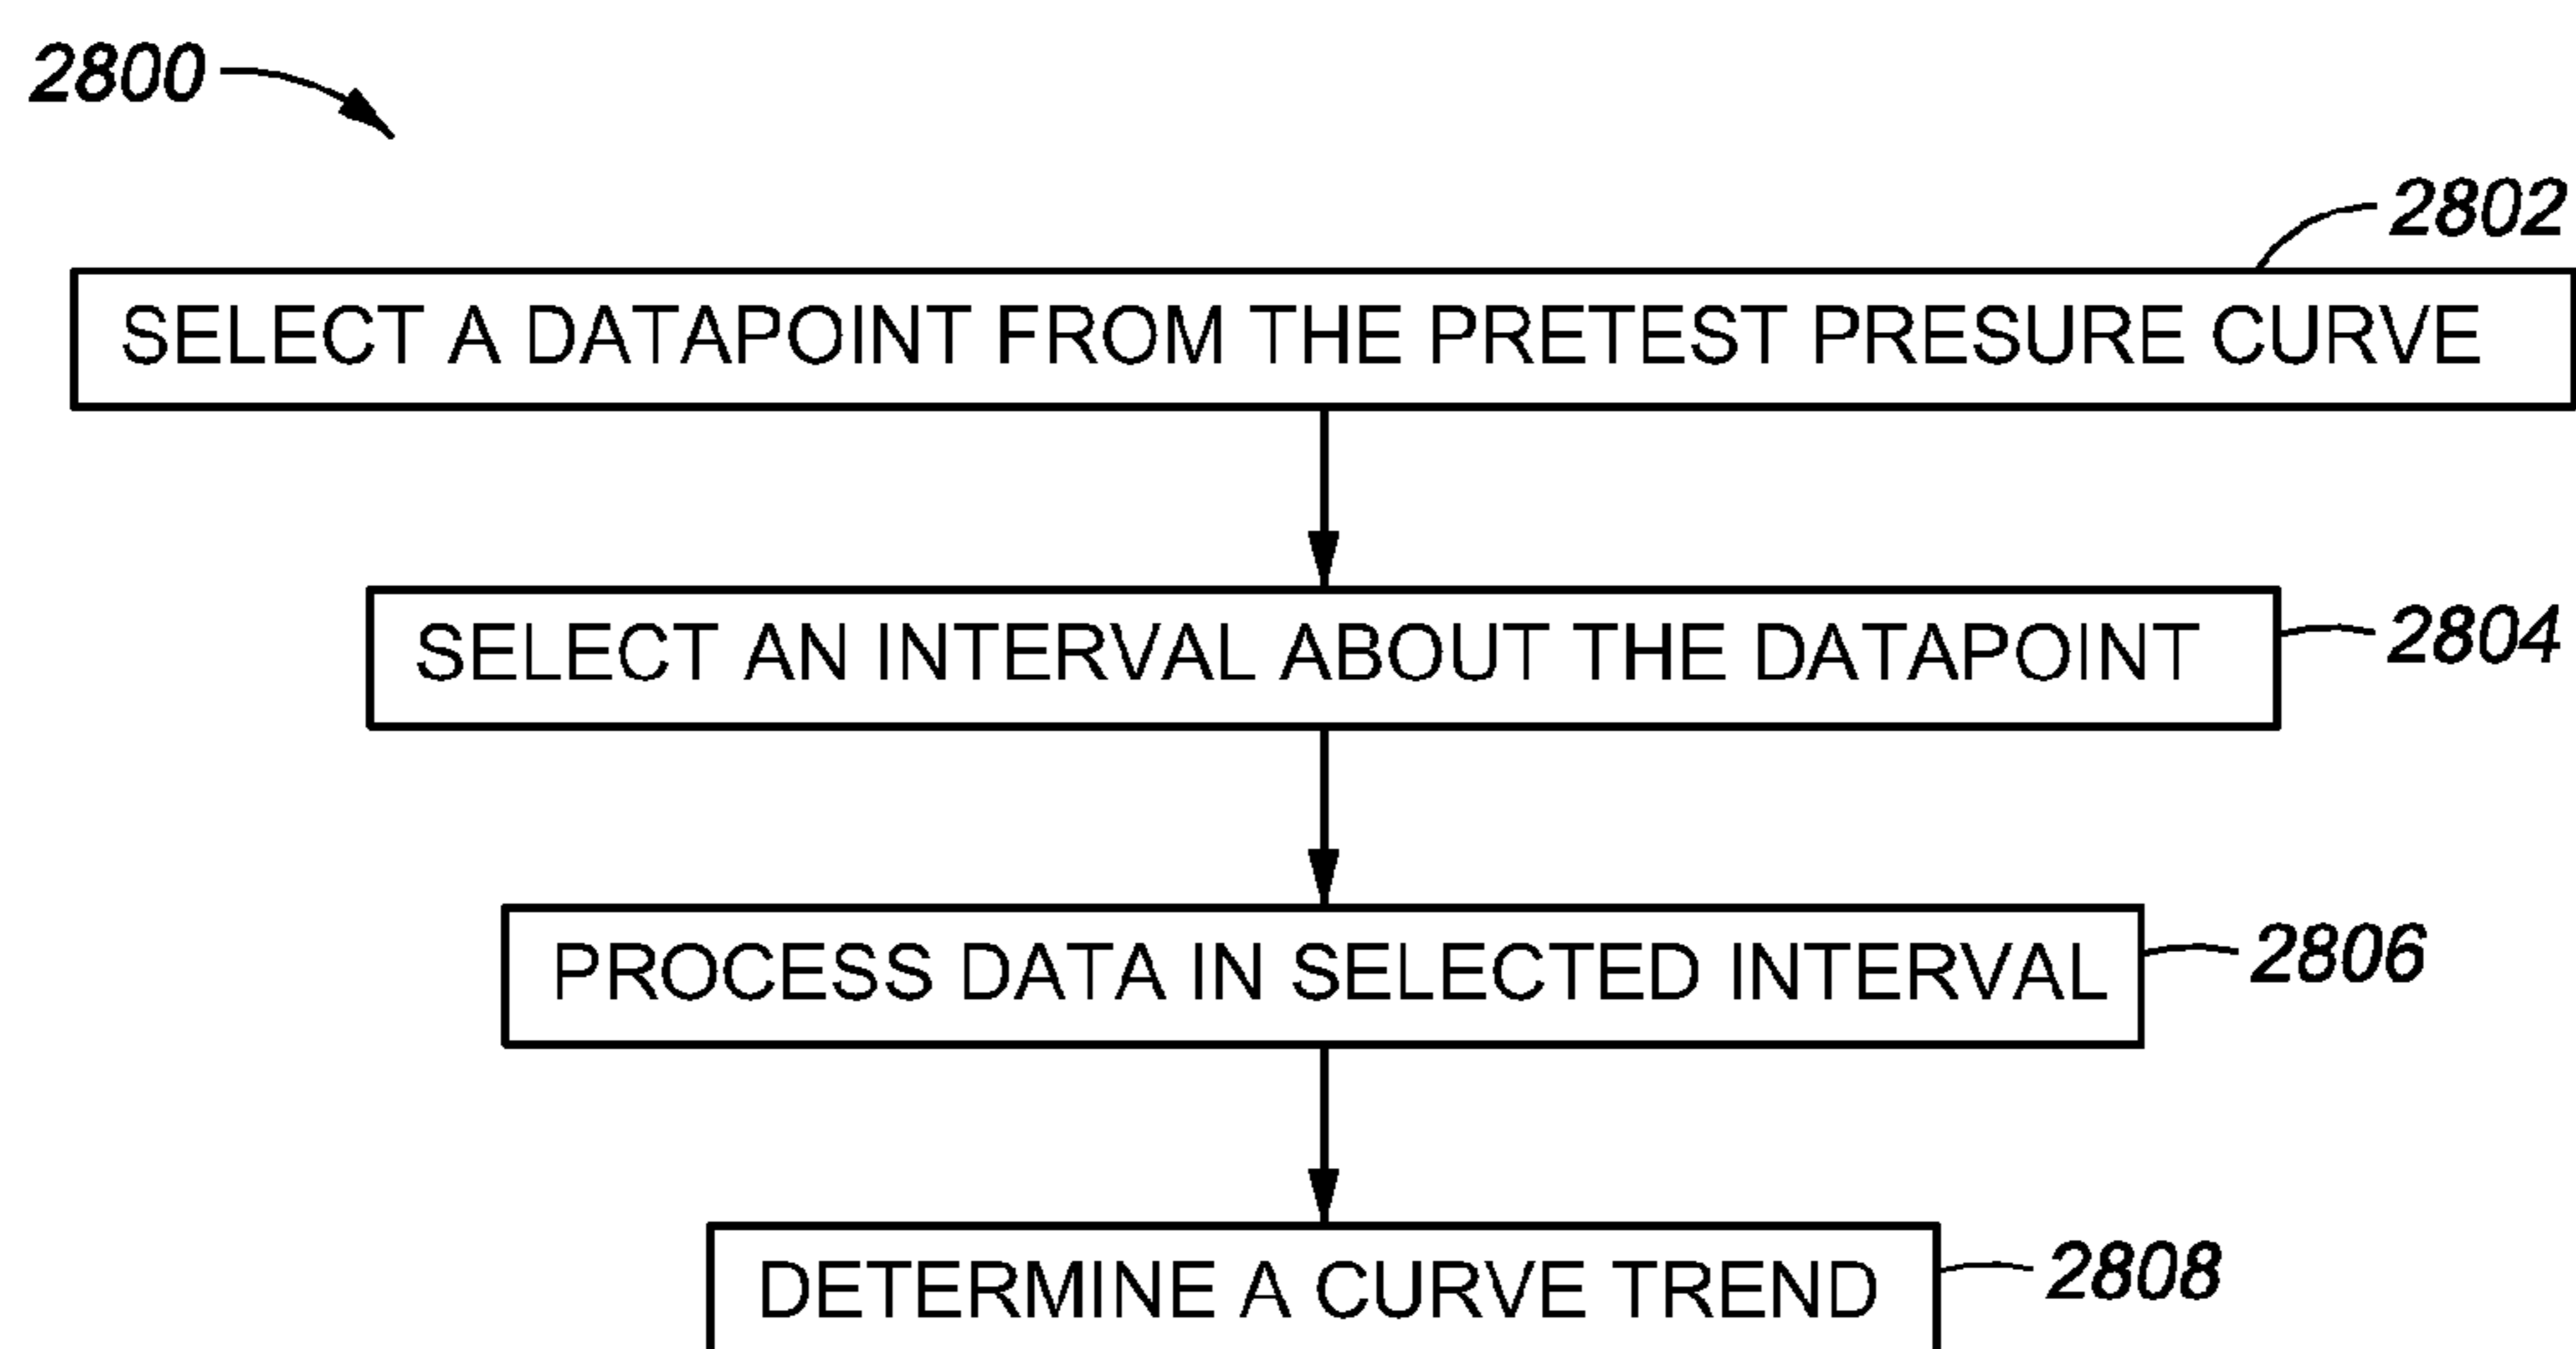 2800
2802
SELECT A DATAPOINT FROM THE PRETEST PRESURE CURVE
SELECT AN INTERVAL ABOUT THE DATAPOINT
2804
PROCESS DATA IN SELECTED INTERVAL
2806
DETERMINE A CURVE TREND
2808